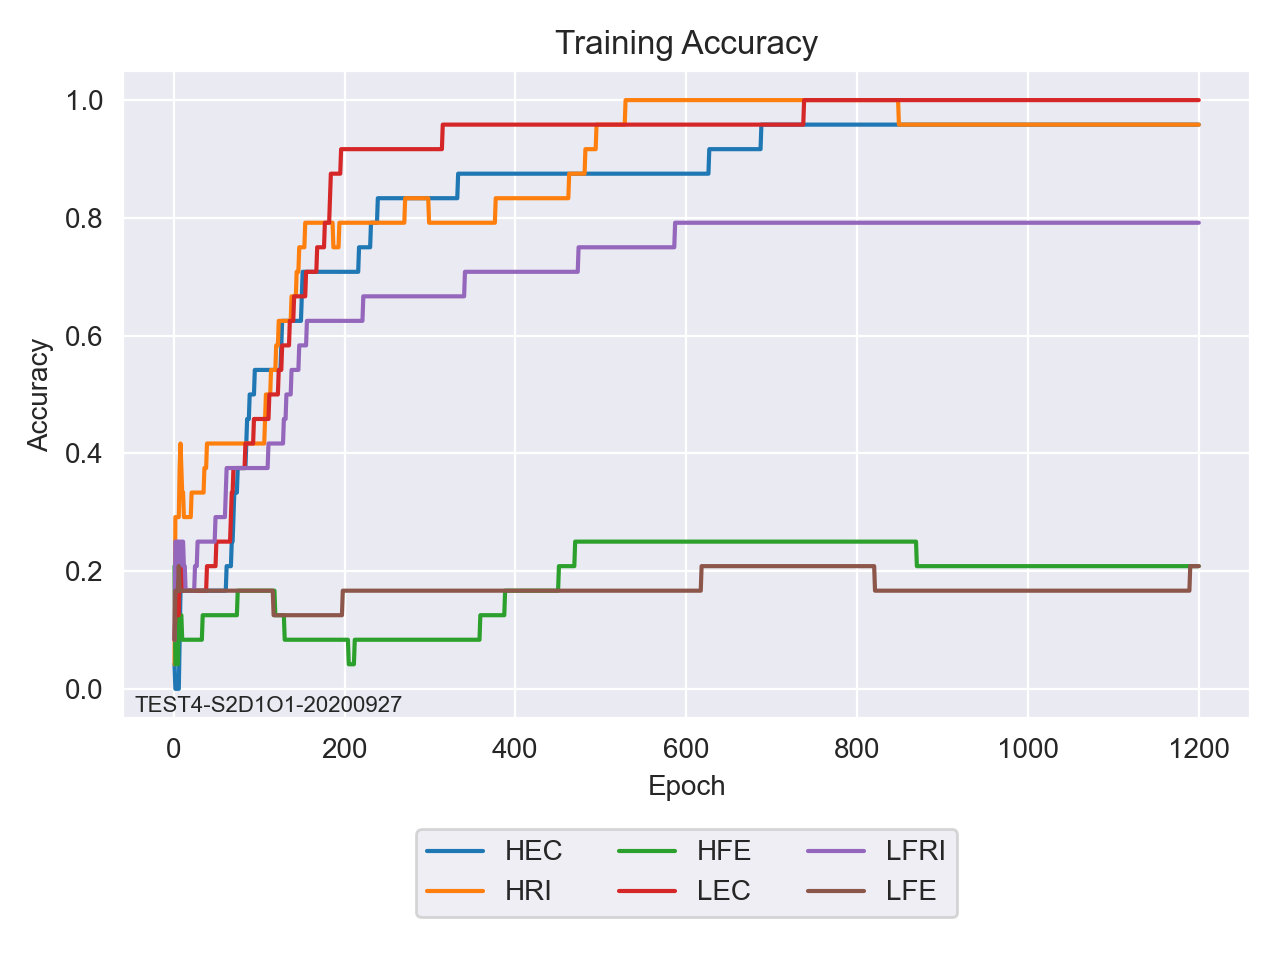 Training Accuracy
1.0
0.8
0.6
0.4
0.2
0.0
Accuracy
TEST4-S2D1O1-20200927
0 200 400 600 800 1000 1200
Epoch
HEC HFE LFRI
HRI LEC LFE